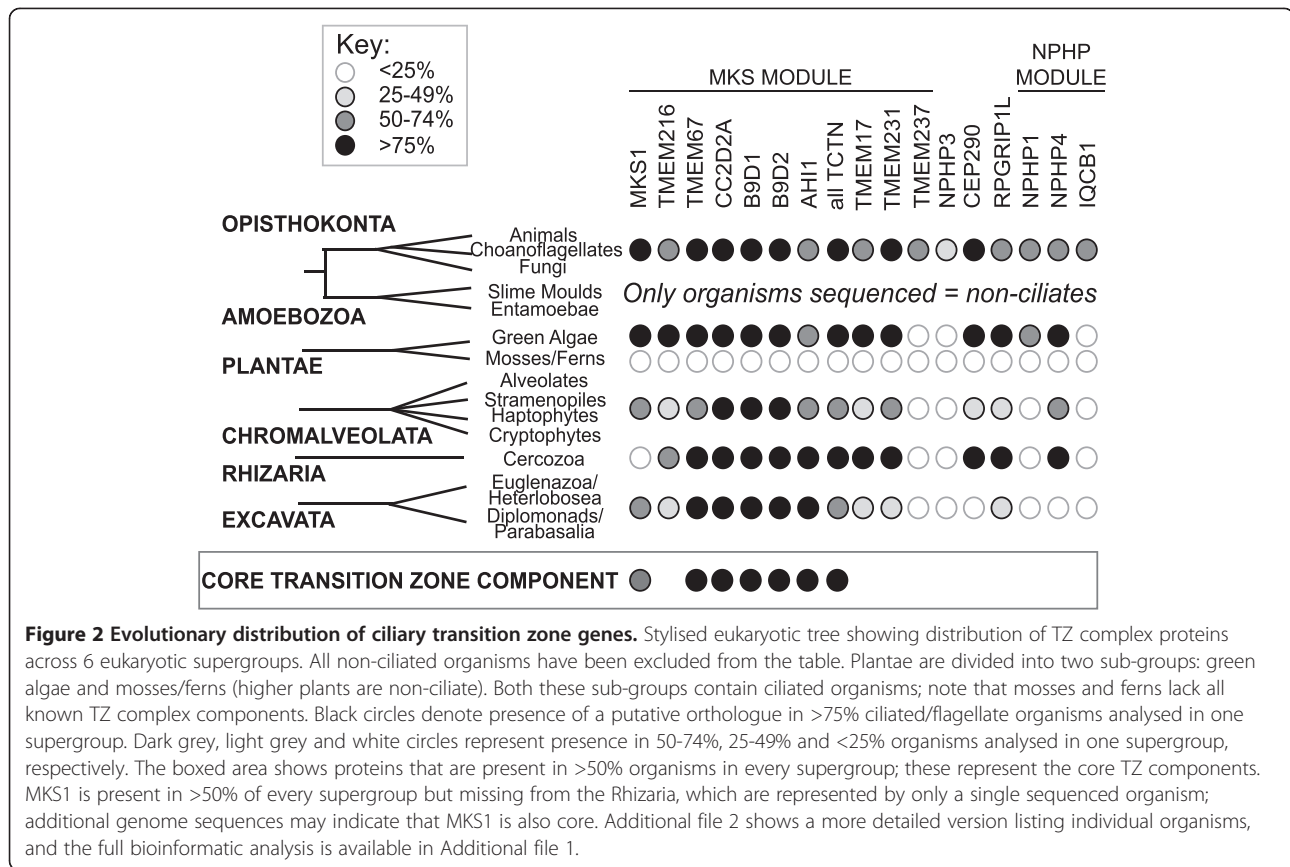 Key:
<25%
25-49%
50-74%
>75%
MKS MODULE
NPHP
MODULE
MKS1
TMEM216
TMEM67
CC2D2A
B9D1
B9D2
AHI1
all TCTN
TMEM17
TMEM231
TMEM237
NPHP3
CEP290
RPGRIP1L
NPHP1
NPHP4
IQCB1
OPISTHOKONTA
Animals
Choanoflagellates
Fungi
Slime Moulds
Entamoebae
Only organisms sequenced = non-ciliates
AMOEBOZOA
Green Algae
Mosses/Ferns
PLANTAE
Alveolates
Stramenopiles
Haptophytes
Cryptophytes
CHROMALVEOLATA
Cercozoa
RHIZARIA
Euglenazoa/
Heterlobosea
Diplomonads/
Parabasalia
EXCAVATA
CORE TRANSITION ZONE COMPONENT
Figure 2 Evolutionary distribution of ciliary transition zone genes. Stylised eukaryotic tree showing distribution of TZ complex proteins
across 6 eukaryotic supergroups. All non-ciliated organisms have been excluded from the table. Plantae are divided into two sub-groups: green
algae and mosses/ferns (higher plants are non-ciliate). Both these sub-groups contain ciliated organisms; note that mosses and ferns lack all
known TZ complex components. Black circles denote presence of a putative orthologue in >75% ciliated/flagellate organisms analysed in one
supergroup. Dark grey, light grey and white circles represent presence in 50-74%, 25-49% and <25% organisms analysed in one supergroup,
respectively. The boxed area shows proteins that are present in >50% organisms in every supergroup; these represent the core TZ components.
MKS1 is present in >50% of every supergroup but missing from the Rhizaria, which are represented by only a single sequenced organism;
additional genome sequences may indicate that MKS1 is also core. Additional file 2 shows a more detailed version listing individual organisms,
and the full bioinformatic analysis is available in Additional file 1.